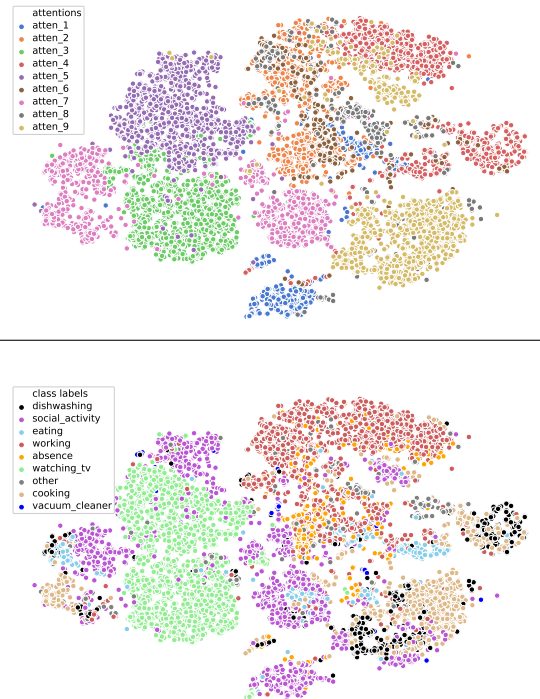 attentions
atten_1
atten_2
atten_3
atten_4
atten_5
atten_6
atten_7
atten_8
atten_9
class labels
dishwashing
social_activity
eating
working
absence
watching_tv
other
cooking
vacuum_cleaner